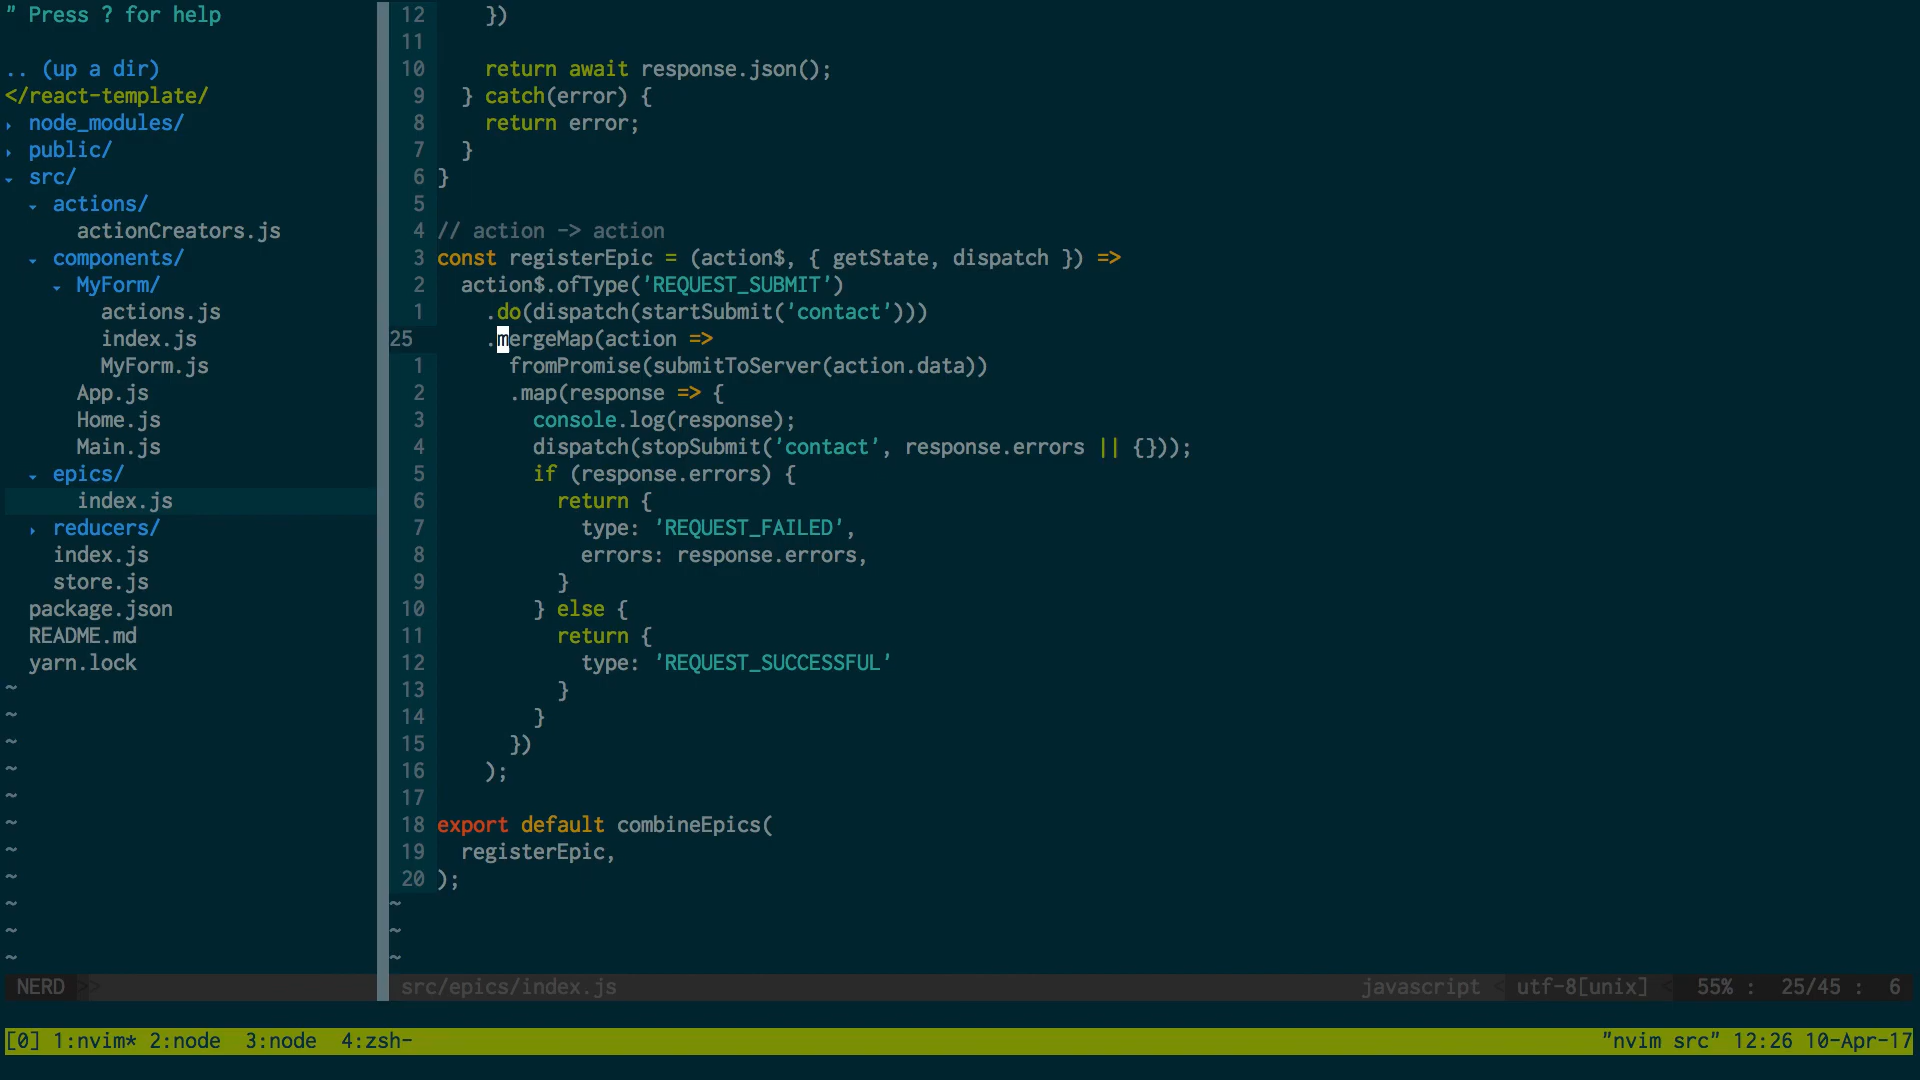 " Press ? for help
.. (up a dir)
</react-template/
▸ node_modules/
▸ public/
▾ src/
▾ actions/
actionCreators.js
▾ components/
▾ MyForm/
actions.js
index.js
MyForm.js
App.js
Home.js
Main.js
▾ epics/
index.js
▸ reducers/
index.js
store.js
package.json
README.md
yarn.lock
~
~
~
~
~
~
~
~
~
~
~
12     })
11
10     return await response.json();
9   } catch(error) {
8     return error;
7   }
6 }
5
4 // action -> action
3 const registerEpic = (action$, { getState, dispatch }) =>
2   action$.ofType('REQUEST_SUBMIT')
1     .do(dispatch(startSubmit('contact')))
25     .mergeMap(action =>
1       fromPromise(submitToServer(action.data))
2       .map(response => {
3         console.log(response);
4         dispatch(stopSubmit('contact', response.errors || {}));
5         if (response.errors) {
6           return {
7             type: 'REQUEST_FAILED',
8             errors: response.errors,
9           }
10         } else {
11           return {
12             type: 'REQUEST_SUCCESSFUL'
13           }
14         }
15       })
16     );
17
18 export default combineEpics(
19   registerEpic,
20 );
~
~
~
NERD >> src/epics/index.js javascript < utf-8[unix] < 55% : 25/45 : 6
[0] 1:nvim* 2:node  3:node  4:zsh- "nvim src" 12:26 10-Apr-17